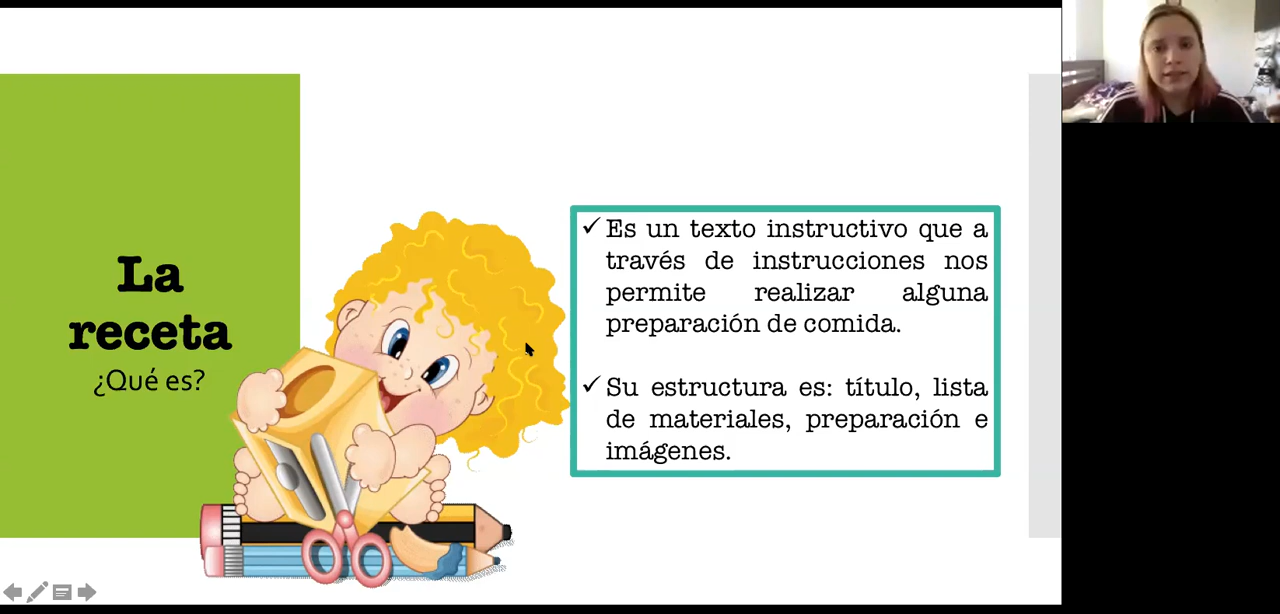 La
receta
¿Qué es?
✓ Es un texto instructivo que a
través de instrucciones nos
permite realizar alguna
preparación de comida.
✓ Su estructura es: título, lista
de materiales, preparación e
imágenes.